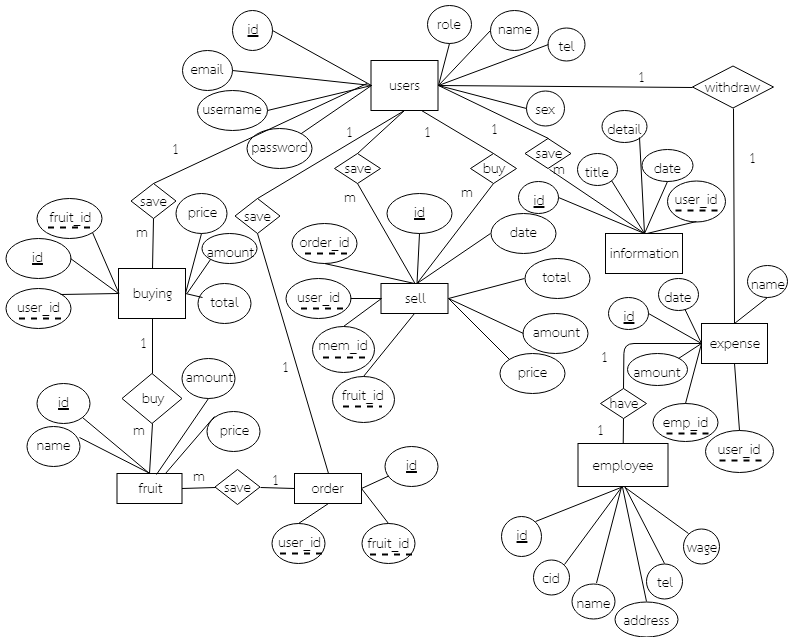 id
role
name
tel
email
users
withdraw
1
username
sex
password
1
1
1
1
detail
save
m
1
save
buy
title
date
m
m
id
user_id
save
fruit_id
price
save
id
m
order_id
date
information
id
amount
buying
user_id
total
user_id
sell
total
date
name
id
amount
expense
mem_id
price
1
1
1
amount
fruit_id
emp_id
user_id
id
buy
amount
have
name
m
price
1
employee
id
fruit
m
save
1
order
user_id
fruit_id
id
wage
cid
tel
name
address